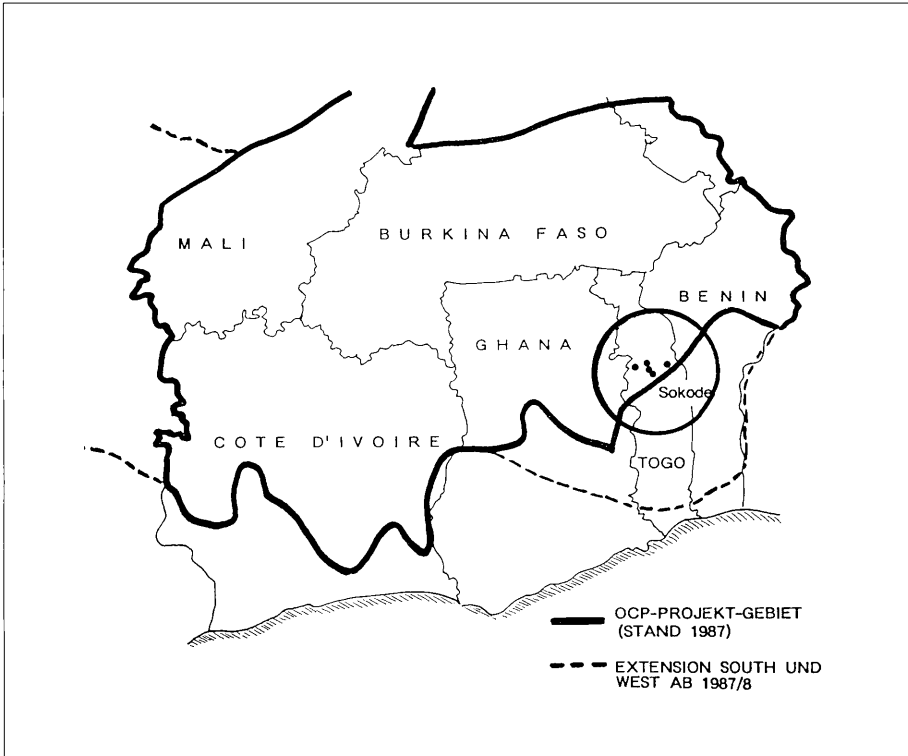 MALI
BURKINA FASO
BENIN
GHANA
Sokode
COTE D'IVOIRE
TOGO
OCP-PROJEKT-GEBIET
(STAND 1987)
EXTENSION SOUTH UND
WEST AB 1987/8